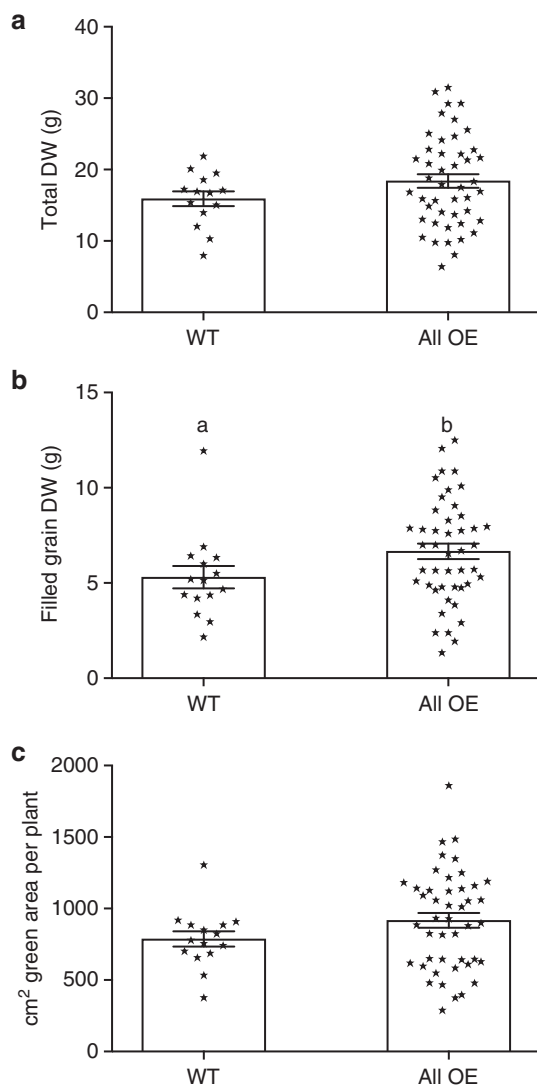 a
Total DW (g)
40
30
20
10
0
WT All OE
b
Filled grain DW (g)
15
10
5
0
a b
WT All OE
c
cm² green area per plant
2000
1500
1000
500
0
WT All OE